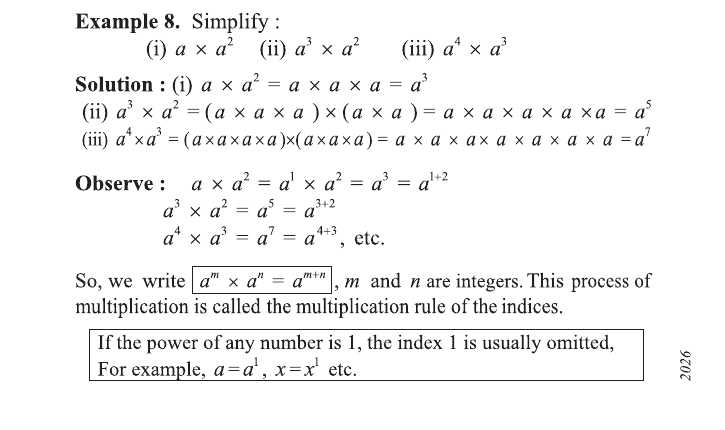 Example 8. Simplify :
(i) a × a² (ii) a³ × a² (iii) a⁴ × a³
Solution : (i) a × a² = a × a × a = a³
(ii) a³ × a² = (a × a × a ) × (a × a ) = a × a × a × a ×a = a⁵
(iii) a⁴×a³ = (a×a×a×a)×(a×a×a) = a × a × a× a × a × a × a =a⁷
Observe : a × a² = a¹ × a² = a³ = a¹⁺²
a³ × a² = a⁵ = a³⁺²
a⁴ × a³ = a⁷ = a⁴⁺³, etc.
So, we write aᵐ × aⁿ = aᵐ⁺ⁿ, m and n are integers. This process of
multiplication is called the multiplication rule of the indices.
If the power of any number is 1, the index 1 is usually omitted,
For example, a=a¹, x=x¹ etc.
2026